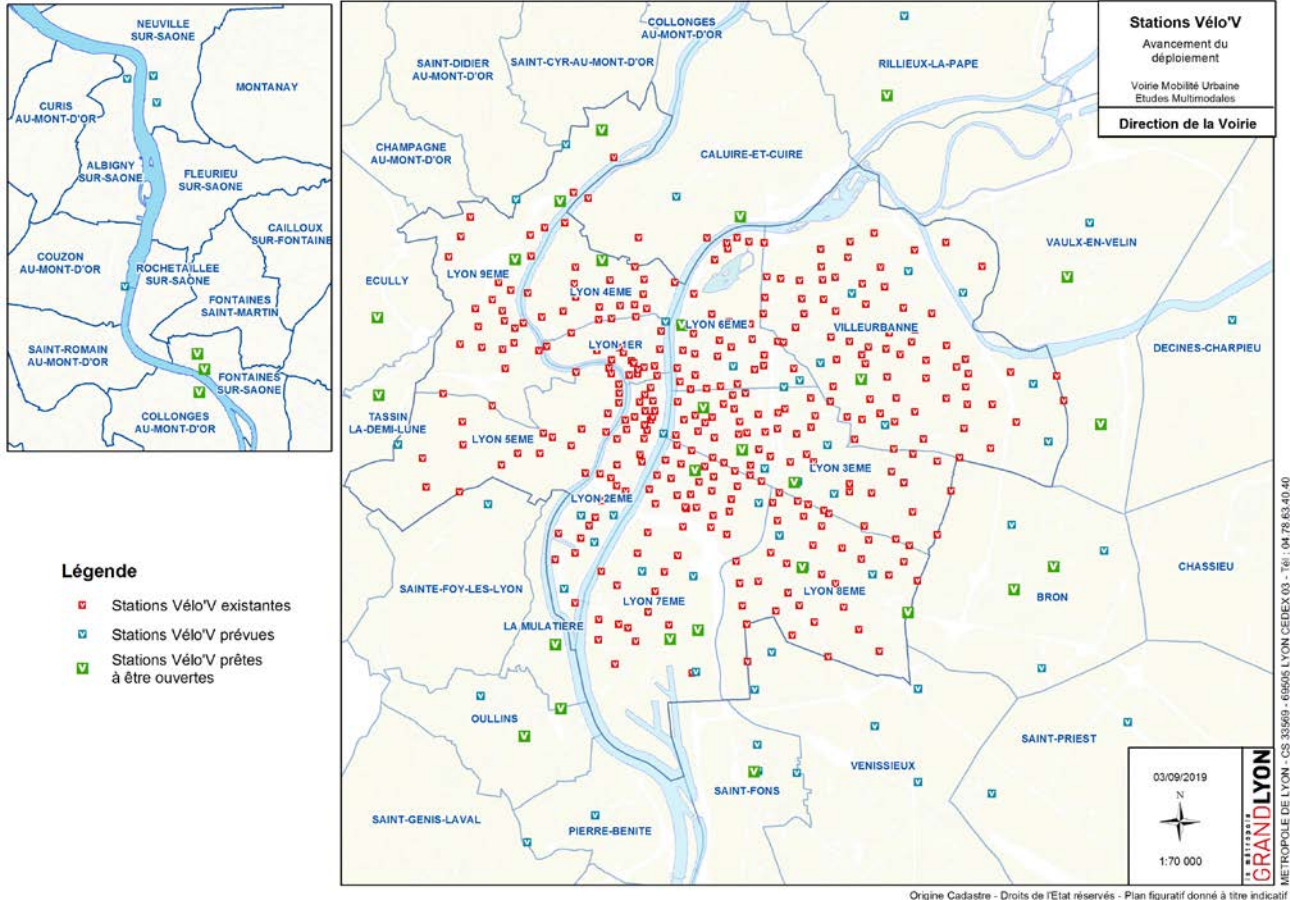 NEUVILLE
SUR-SAONE
MONTANAY
CURIS
AU-MONT-D'OR
ALBIGNY
SUR-SAONE
FLEURIEU
SUR-SAONE
CAILLOUX
SUR-FONTAINE
COUZON
AU-MONT-D'OR
ROCHETAILLEE
SUR-SAONE
FONTAINES
SAINT-MARTIN
SAINT-ROMAIN
AU-MONT-D'OR
FONTAINES
SUR-SAONE
COLLONGES
AU-MONT-D'OR
Légende
Stations Vélo'V existantes
Stations Vélo'V prévues
Stations Vélo'V prêtes
à être ouvertes
COLLONGES
AU-MONT-D'OR
SAINT-DIDIER
AU-MONT-D'OR
SAINT-CYR-AU-MONT-D'OR
RILLIEUX-LA-PAPE
CHAMPAGNE
AU-MONT-D'OR
CALUIRE-ET-CUIRE
VAULX-EN-VELIN
ECULLY
LYON 9EME
LYON 4EME
LYON 6EME
VILLEURBANNE
LYON 1ER
DECINES-CHARPIEU
TASSIN
LA-DEMI-LUNE
LYON 5EME
LYON 3EME
LYON 2EME
SAINTE-FOY-LES-LYON
LYON 7EME
LYON 8EME
BRON
CHASSIEU
LA MULATIERE
OULLINS
SAINT-PRIEST
VENISSIEUX
SAINT-FONS
SAINT-GENIS-LAVAL
PIERRE-BENITE
Stations Vélo'V
Avancement du
déploiement
Voirie Mobilité Urbaine
Etudes Multimodales
Direction de la Voirie
03/09/2019
N
1:70 000
la métropole
GRANDLYON
METROPOLE DE LYON - CS 33569 - 69505 LYON CEDEX 03 - Tél : 04.78.63.40.40
Origine Cadastre - Droits de l'Etat réservés - Plan figuratif donné à titre indicatif